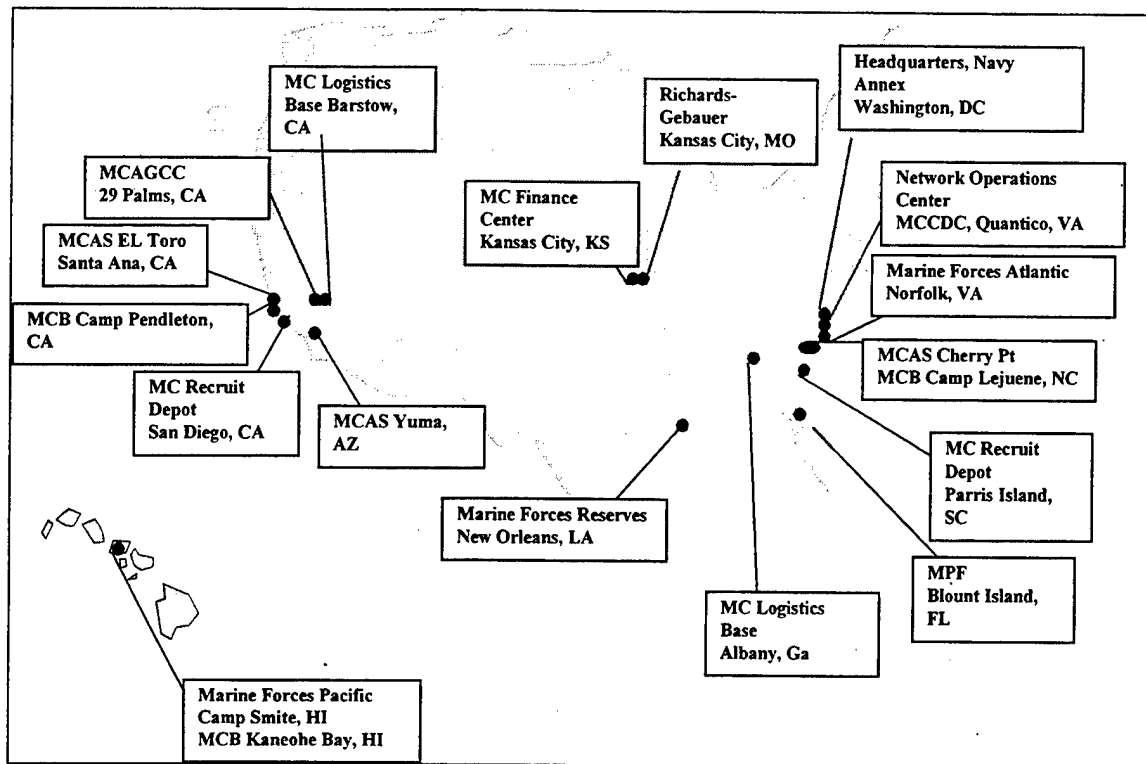 MC Logistics
Base Barstow,
CA
Richards-
Gebauer
Kansas City, MO
Headquarters, Navy
Annex
Washington, DC
MCAGCC
29 Palms, CA
MC Finance
Center
Kansas City, KS
Network Operations
Center
MCCDC, Quantico, VA
MCAS EL Toro
Santa Ana, CA
Marine Forces Atlantic
Norfolk, VA
MCB Camp Pendleton,
CA
MCAS Cherry Pt
MCB Camp Lejuene, NC
MC Recruit
Depot
San Diego, CA
MCAS Yuma,
AZ
MC Recruit
Depot
Parris Island,
SC
Marine Forces Reserves
New Orleans, LA
MPF
Blount Island,
FL
MC Logistics
Base
Albany, Ga
Marine Forces Pacific
Camp Smite, HI
MCB Kaneohe Bay, HI